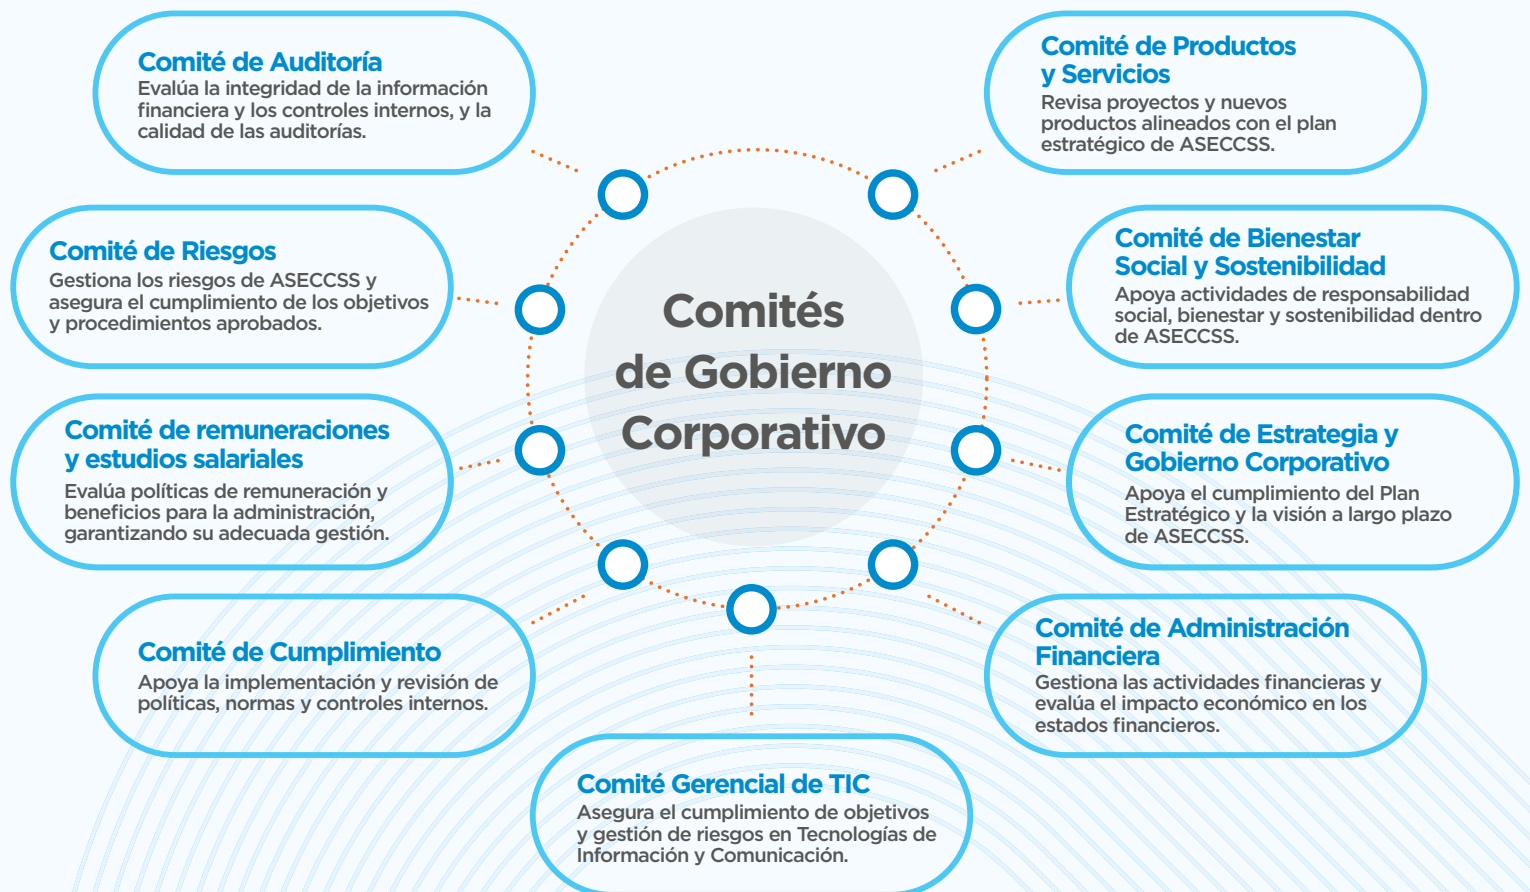 Comité de Auditoría
Evalúa la integridad de la información
financiera y los controles internos, y la
calidad de las auditorías.
Comité de Productos
y Servicios
Revisa proyectos y nuevos
productos alineados con el plan
estratégico de ASECCSS.
Comité de Riesgos
Gestiona los riesgos de ASECCSS y
asegura el cumplimiento de los objetivos
y procedimientos aprobados.
Comité de Bienestar
Social y Sostenibilidad
Apoya actividades de responsabilidad
social, bienestar y sostenibilidad dentro
de ASECCSS.
Comités
de Gobierno
Corporativo
Comité de remuneraciones
y estudios salariales
Evalúa políticas de remuneración y
beneficios para la administración,
garantizando su adecuada gestión.
Comité de Estrategia y
Gobierno Corporativo
Apoya el cumplimiento del Plan
Estratégico y la visión a largo plazo
de ASECCSS.
Comité de Cumplimiento
Apoya la implementación y revisión de
políticas, normas y controles internos.
Comité de Administración
Financiera
Gestiona las actividades financieras y
evalúa el impacto económico en los
estados financieros.
Comité Gerencial de TIC
Asegura el cumplimiento de objetivos
y gestión de riesgos en Tecnologías de
Información y Comunicación.